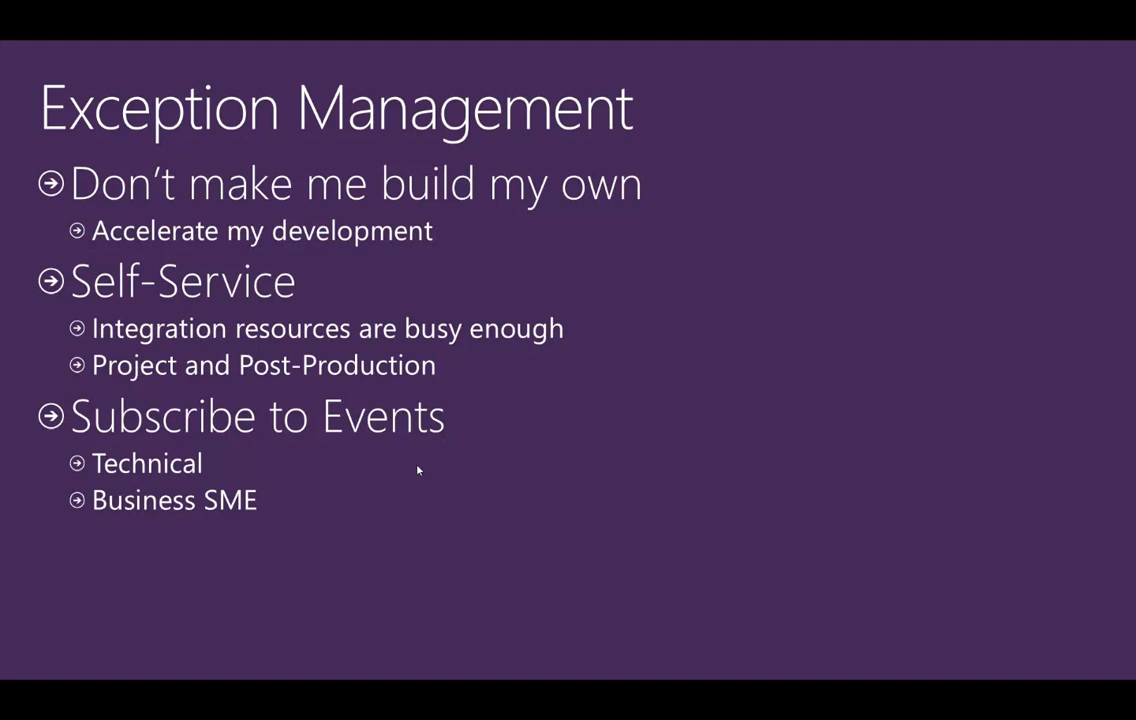 Exception Management
Don't make me build my own
Accelerate my development
Self-Service
Integration resources are busy enough
Project and Post-Production
Subscribe to Events
Technical
Business SME